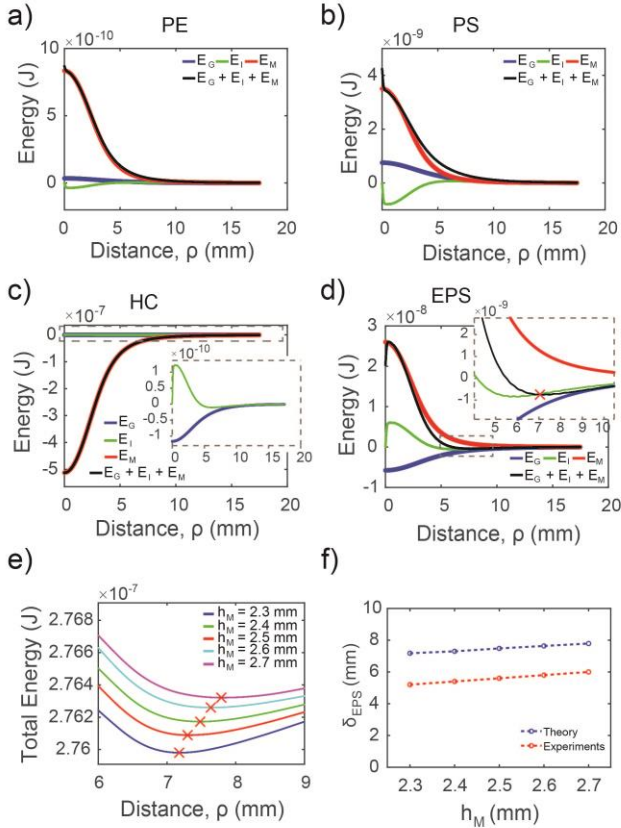 a)
PE
×10⁻¹⁰
E_G E_I E_M
E_G + E_I + E_M
Energy (J)
10
5
0
0 5 10 15 20
Distance, ρ (mm)
b)
PS
×10⁻⁹
E_G E_I E_M
E_G + E_I + E_M
Energy (J)
4
2
0
0 5 10 15 20
Distance, ρ (mm)
c)
HC
×10⁻⁷
Energy (J)
0
-1
-2
-3
-4
-5
×10⁻¹⁰
1
0.5
0
-0.5
-1
0 5 10 15 20
E_G
E_I
E_M
E_G + E_I + E_M
0 5 10 15 20
Distance, ρ (mm)
d)
EPS
×10⁻⁸
Energy (J)
3
2
1
0
-1
×10⁻⁹
2
1
0
-1
5 6 7 8 9 10
E_G E_I E_M
E_G + E_I + E_M
0 5 10 15 20
Distance, ρ (mm)
e)
×10⁻⁷
Total Energy (J)
2.768
2.766
2.764
2.762
2.76
h_M = 2.3 mm
h_M = 2.4 mm
h_M = 2.5 mm
h_M = 2.6 mm
h_M = 2.7 mm
6 7 8 9
Distance, ρ (mm)
f)
δ_EPS (mm)
10
8
6
4
2
0
Theory
Experiments
2.3 2.4 2.5 2.6 2.7
h_M (mm)